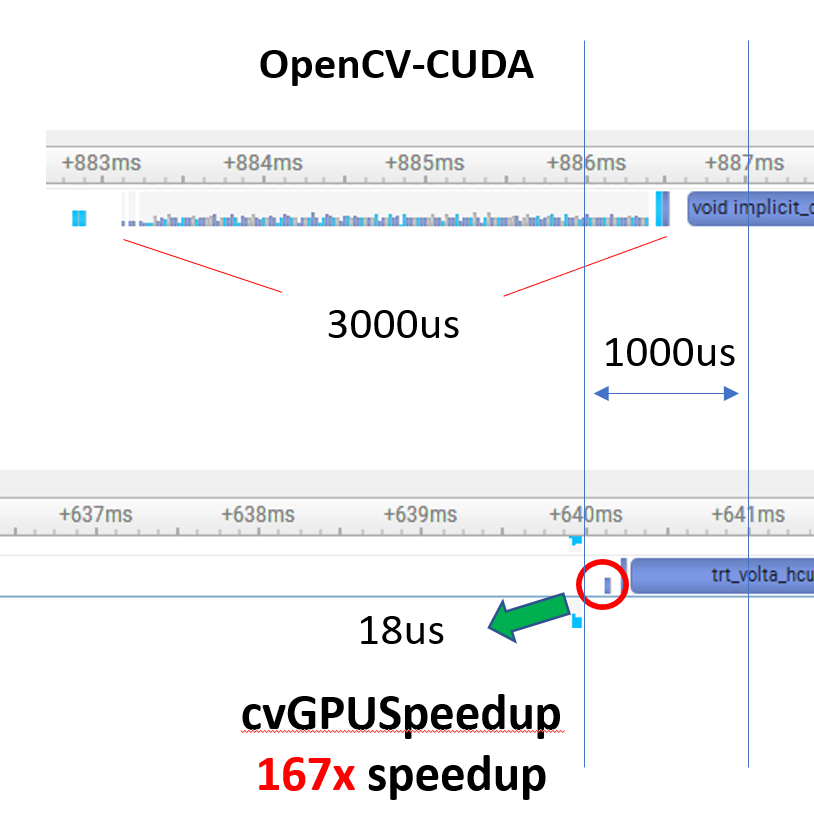 OpenCV-CUDA
+883ms +884ms +885ms +886ms +887ms
void implicit_c
3000us
1000us
+637ms +638ms +639ms +640ms +641ms
trt_volta_hcu
18us
cvGPUSpeedup
167x speedup